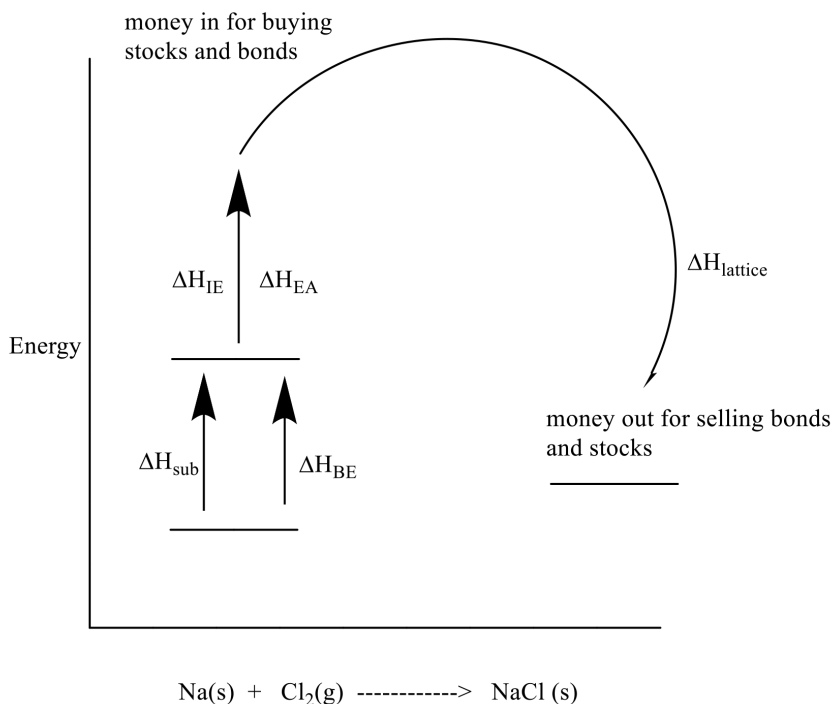 money in for buying
stocks and bonds
ΔH_IE ΔH_EA
ΔH_lattice
Energy
money out for selling bonds
and stocks
ΔH_sub ΔH_BE
Na(s) + Cl₂(g) ------------> NaCl (s)